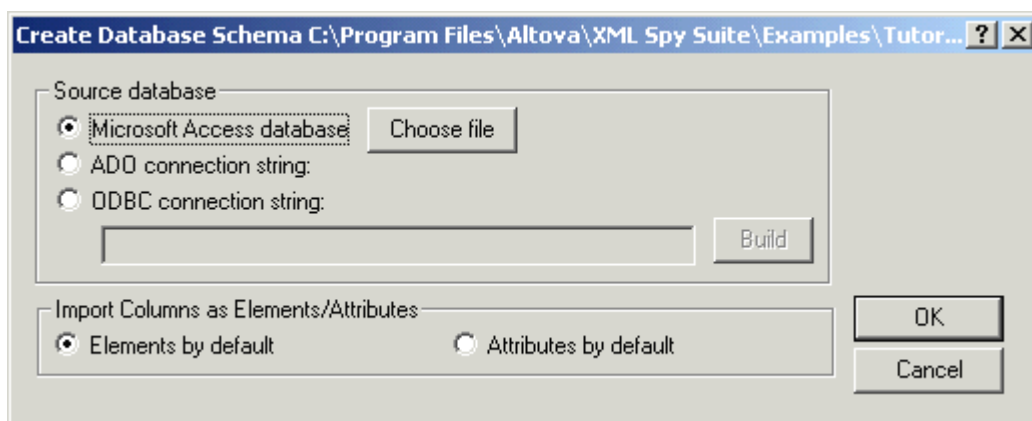 Create Database Schema C:\Program Files\Altova\XML Spy Suite\Examples\Tutor...
Source database
Microsoft Access database
Choose file
ADO connection string:
ODBC connection string:
Build
Import Columns as Elements/Attributes
Elements by default
Attributes by default
OK
Cancel